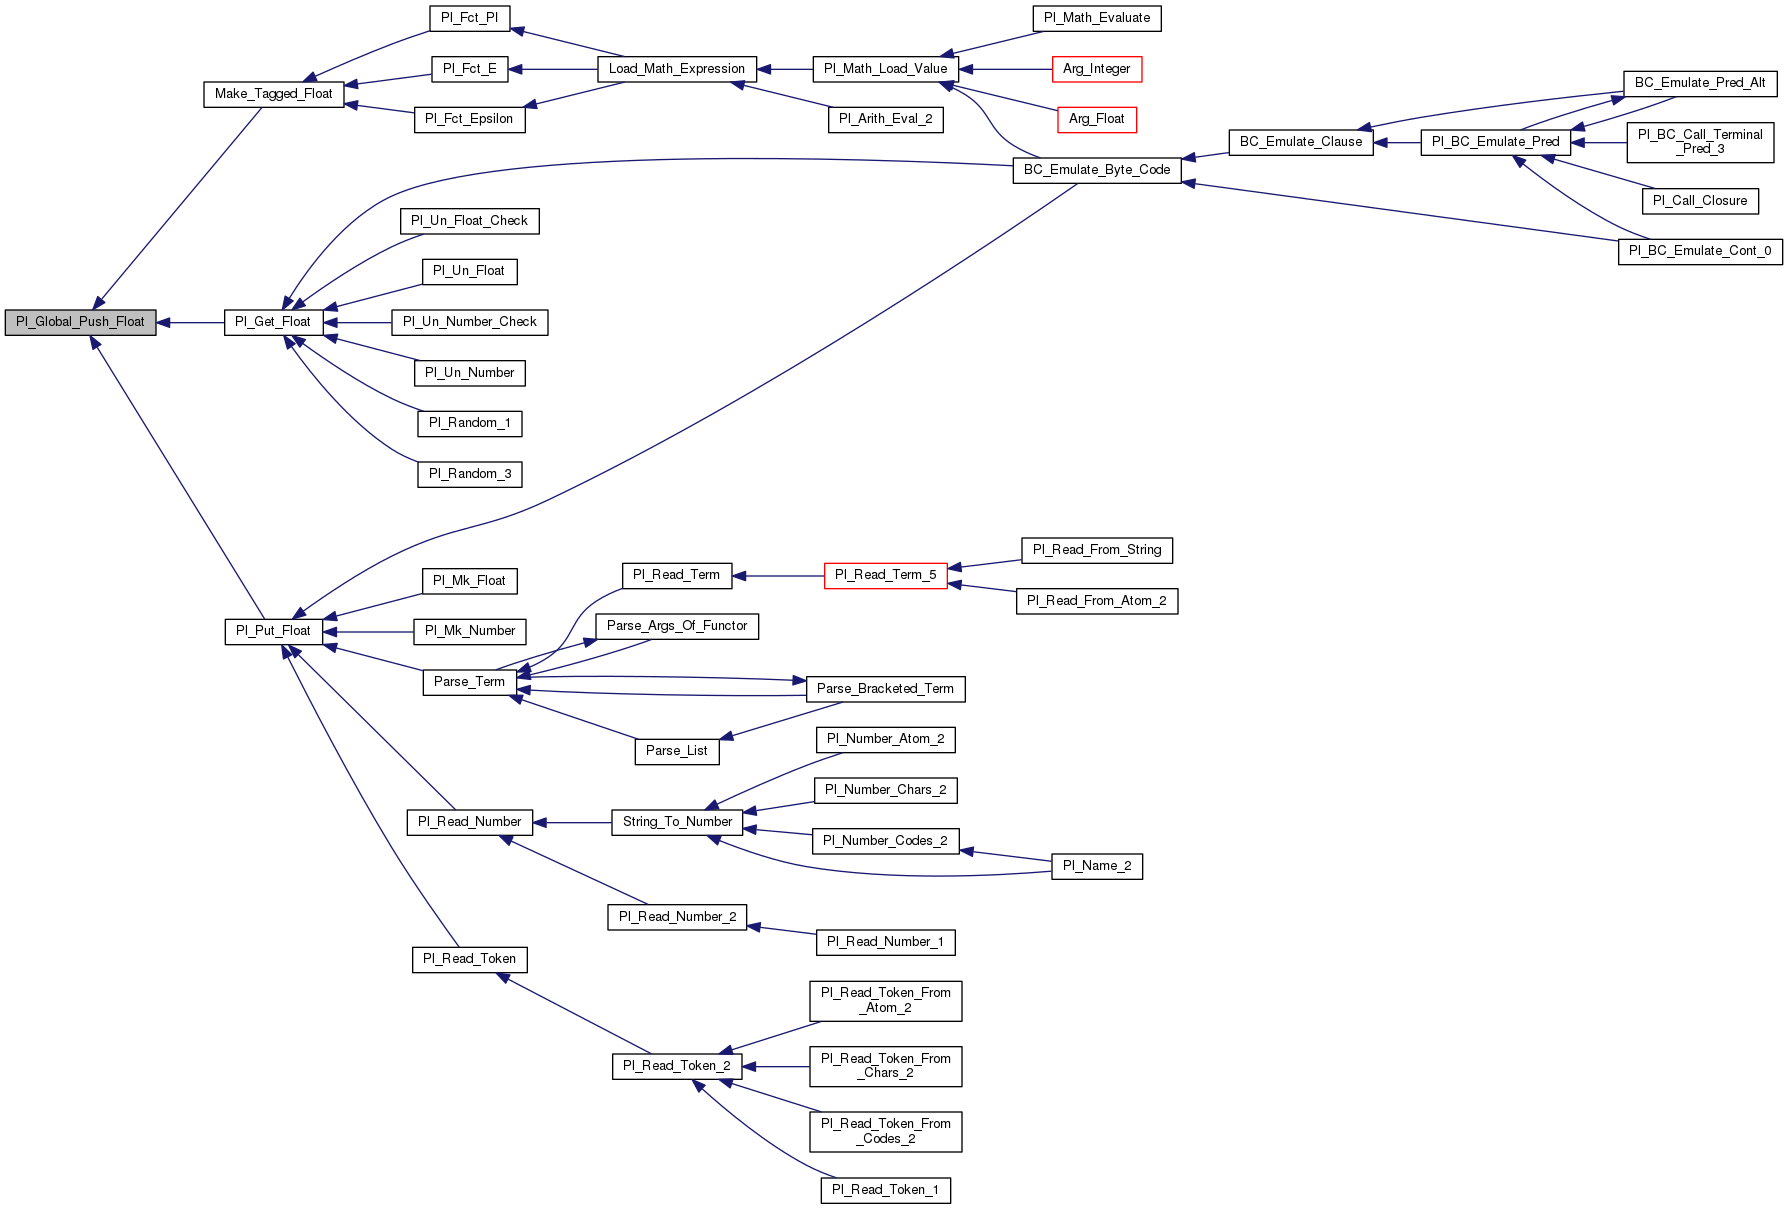 Pl_Fct_PI
Pl_Math_Evaluate
Pl_Fct_E
Load_Math_Expression
Pl_Math_Load_Value
Arg_Integer
BC_Emulate_Pred_Alt
Make_Tagged_Float
Pl_Fct_Epsilon
Pl_Arith_Eval_2
Arg_Float
BC_Emulate_Clause
Pl_BC_Emulate_Pred
Pl_BC_Call_Terminal
_Pred_3
BC_Emulate_Byte_Code
Pl_Call_Closure
Pl_Un_Float_Check
Pl_BC_Emulate_Cont_0
Pl_Un_Float
Pl_Global_Push_Float
Pl_Get_Float
Pl_Un_Number_Check
Pl_Un_Number
Pl_Random_1
Pl_Random_3
Pl_Read_From_String
Pl_Mk_Float
Pl_Read_Term
Pl_Read_Term_5
Pl_Read_From_Atom_2
Pl_Put_Float
Pl_Mk_Number
Parse_Args_Of_Functor
Parse_Term
Parse_Bracketed_Term
Parse_List
Pl_Number_Atom_2
Pl_Number_Chars_2
Pl_Read_Number
String_To_Number
Pl_Number_Codes_2
Pl_Name_2
Pl_Read_Number_2
Pl_Read_Number_1
Pl_Read_Token
Pl_Read_Token_From
_Atom_2
Pl_Read_Token_2
Pl_Read_Token_From
_Chars_2
Pl_Read_Token_From
_Codes_2
Pl_Read_Token_1